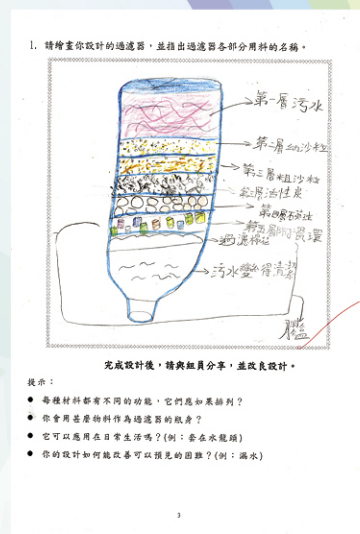 1. 請繪畫你設計的過濾器，並指出過濾器各部分用料的名稱。
第一層污水
第二層幼沙粒
第三層粗沙粒
層活性炭
第四層石
第五層陶瓷環
過濾棉花
污水變得清潔
膠
完成設計後，請與組員分享，並改良設計。
提示：
● 每種材料都有不同的功能，它們應如果排列？
● 你會用甚麼物料作為過濾器的瓶身？
● 它可以應用在日常生活嗎？(例：套在水龍頭)
● 你的設計如何能改善可以預見的困難？(例：漏水)
3